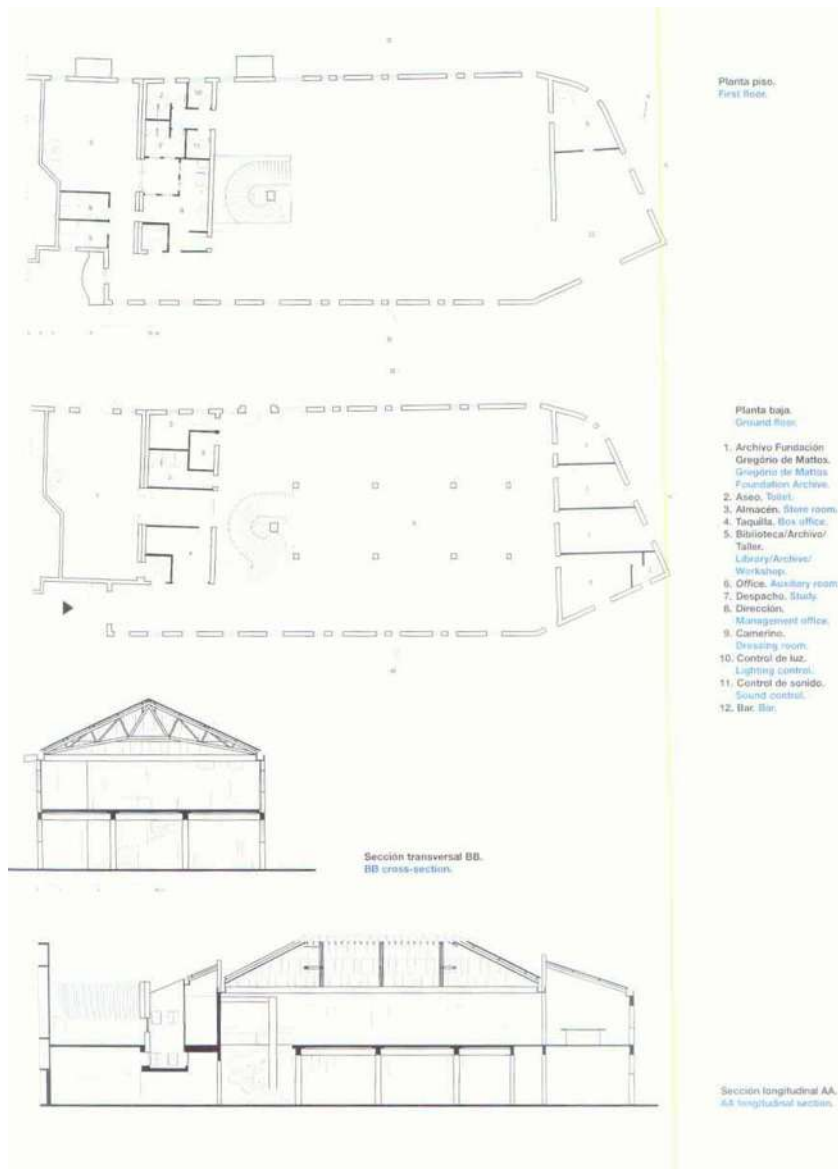 Planta piso.
First floor.
Planta baja.
Ground floor.
1. Archivo Fundación
Gregório de Mattos.
Gregório de Mattos
Foundation Archive.
2. Aseo. Toilet.
3. Almacén. Store room.
4. Taquilla. Box office.
5. Biblioteca/Archivo/
Taller.
Library/Archive/
Workshop.
6. Office. Auxiliary room
7. Despacho. Study.
8. Dirección.
Management office.
9. Camerino.
Dressing room.
10. Control de luz.
Lighting control.
11. Control de sonido.
Sound control.
12. Bar. Bar.
Sección transversal BB.
BB cross-section.
Sección longitudinal AA.
AA longitudinal section.